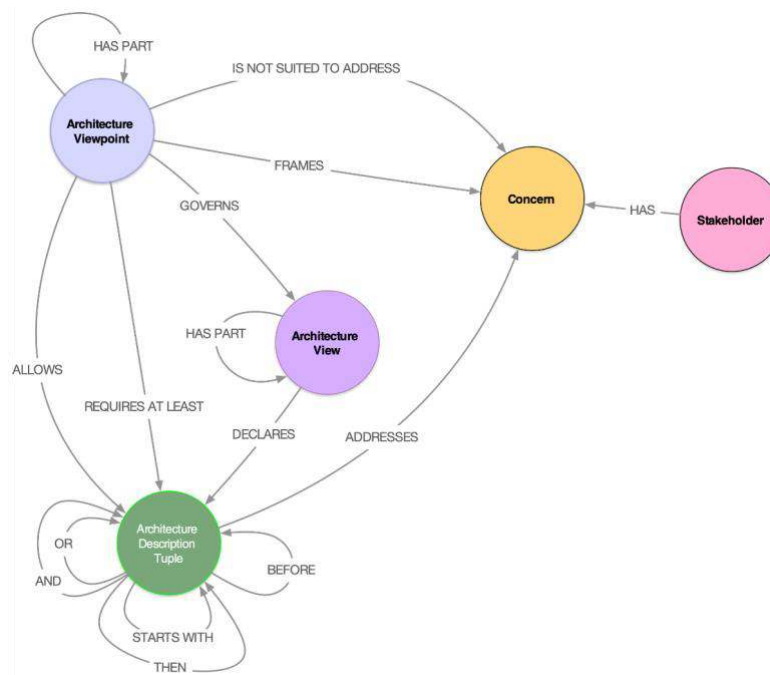 HAS PART
IS NOT SUITED TO ADDRESS
Architecture
Viewpoint
FRAMES
Concern
HAS
Stakeholder
GOVERNS
HAS PART
Architecture
View
ALLOWS
REQUIRES AT LEAST
DECLARES
ADDRESSES
Architecture
Description
Tuple
OR
AND
BEFORE
STARTS WITH
THEN